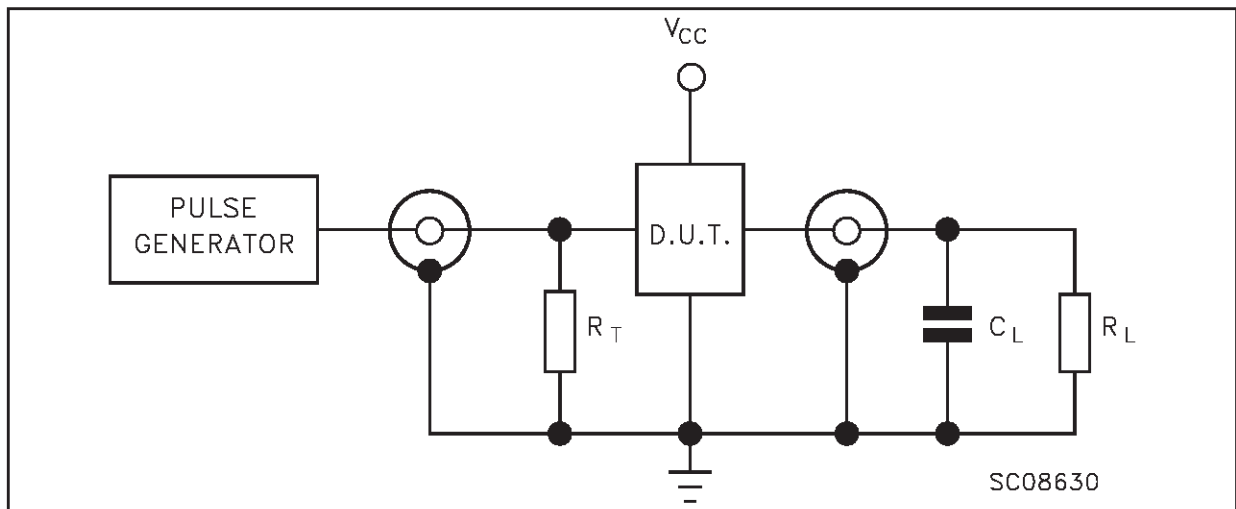 VCC
PULSE
GENERATOR
D.U.T.
RT
CL
RL
SC08630